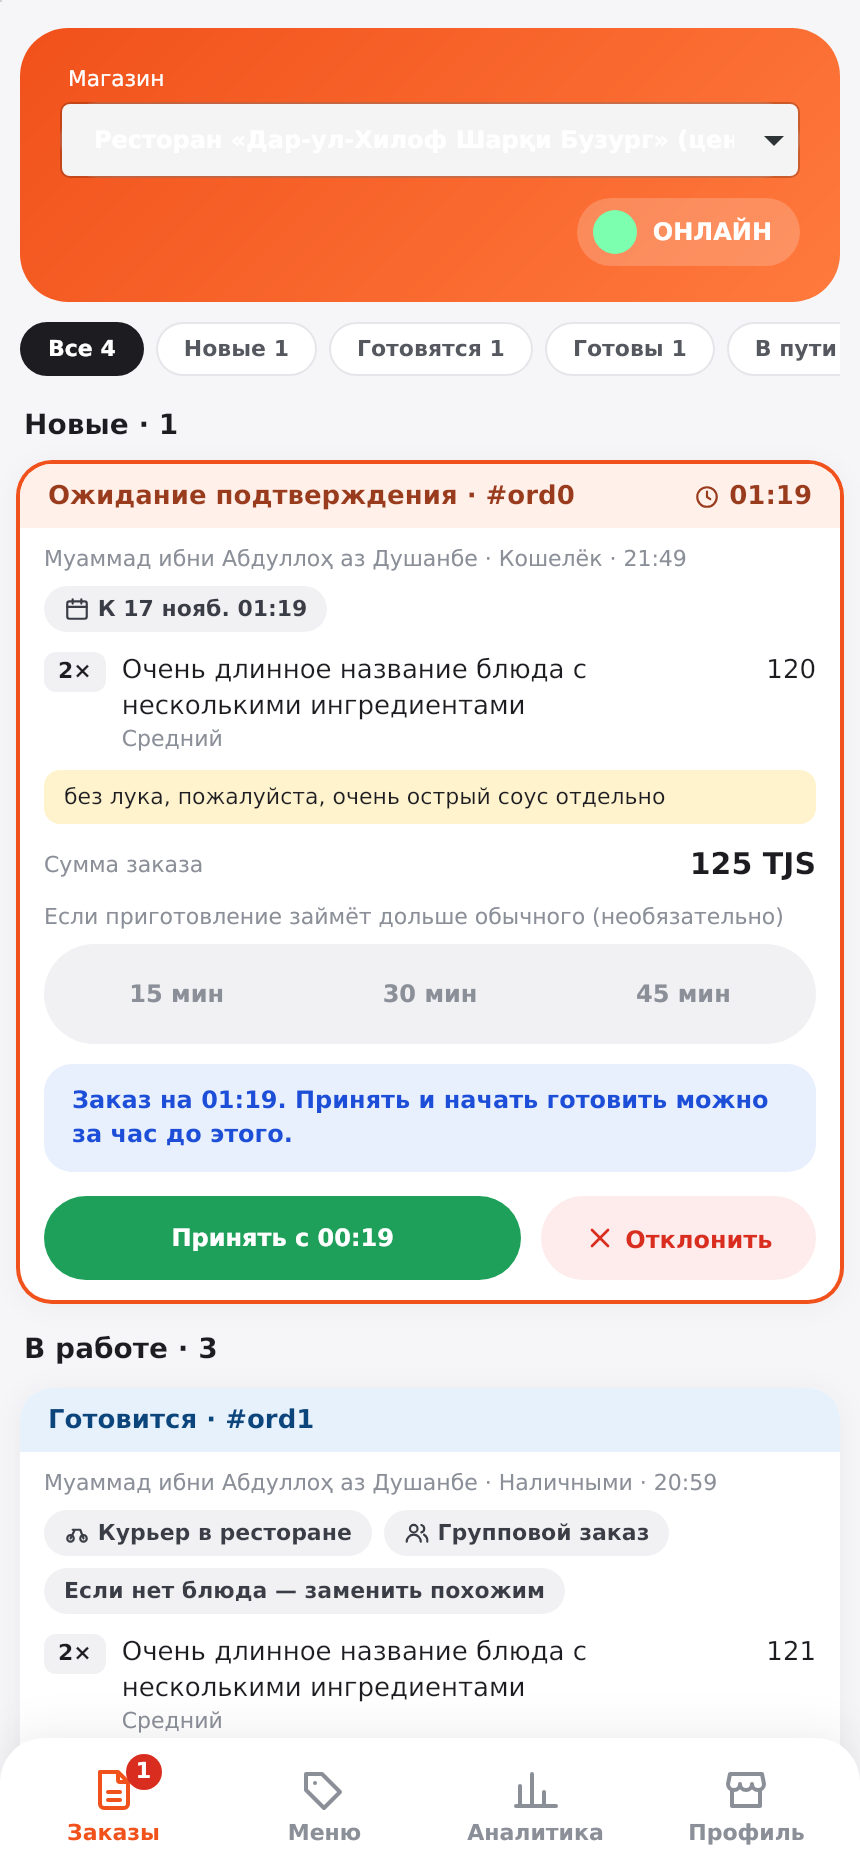 Магазин
Ресторан «Дар-ул-Хилоф Шарқи Бузург» (цен
ОНЛАЙН
Все 4
Новые 1
Готовятся 1
Готовы 1
В пути
Новые · 1
Ожидание подтверждения · #ord0
01:19
Муаммад ибни Абдуллоҳ аз Душанбе · Кошелёк · 21:49
К 17 нояб. 01:19
2× Очень длинное название блюда с 120
несколькими ингредиентами
Средний
без лука, пожалуйста, очень острый соус отдельно
Сумма заказа 125 TJS
Если приготовление займёт дольше обычного (необязательно)
15 мин 30 мин 45 мин
Заказ на 01:19. Принять и начать готовить можно
за час до этого.
Принять с 00:19
Отклонить
В работе · 3
Готовится · #ord1
Муаммад ибни Абдуллоҳ аз Душанбе · Наличными · 20:59
Курьер в ресторане
Групповой заказ
Если нет блюда — заменить похожим
2× Очень длинное название блюда с 121
несколькими ингредиентами
Средний
1
Заказы
Меню
Аналитика
Профиль